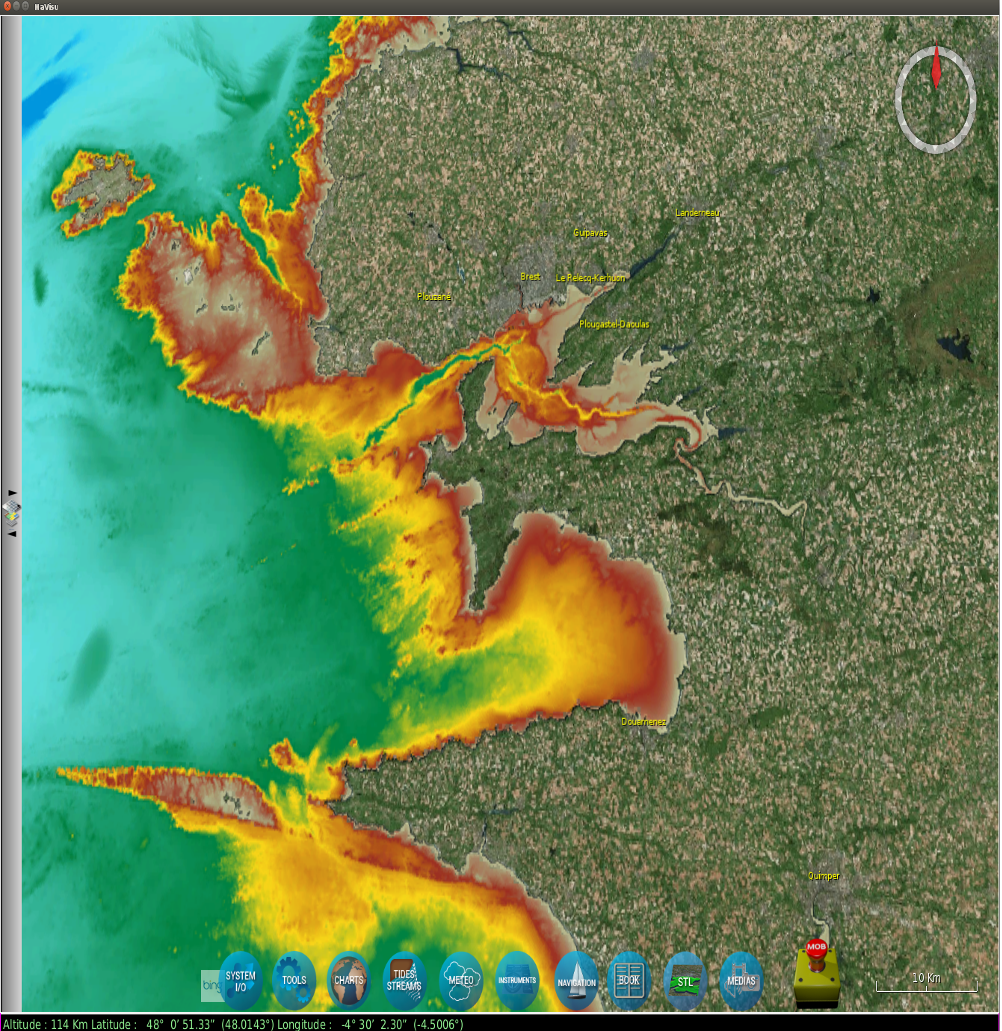 NaVisu
Landerneau
Guipavas
Brest
Le Relecq-Kerhuon
Plouzané
Plougastel-Daoulas
Douarnenez
Quimper
MOB
bing
SYSTEM
I/O
TOOLS
CHARTS
TIDES
STREAMS
METEO
INSTRUMENTS
NAVIGATION
BOOK
STL
MEDIAS
10 Km
Altitude : 114 Km Latitude : 48° 0' 51.33" (48.0143°) Longitude : -4° 30' 2.30" (-4.5006°)